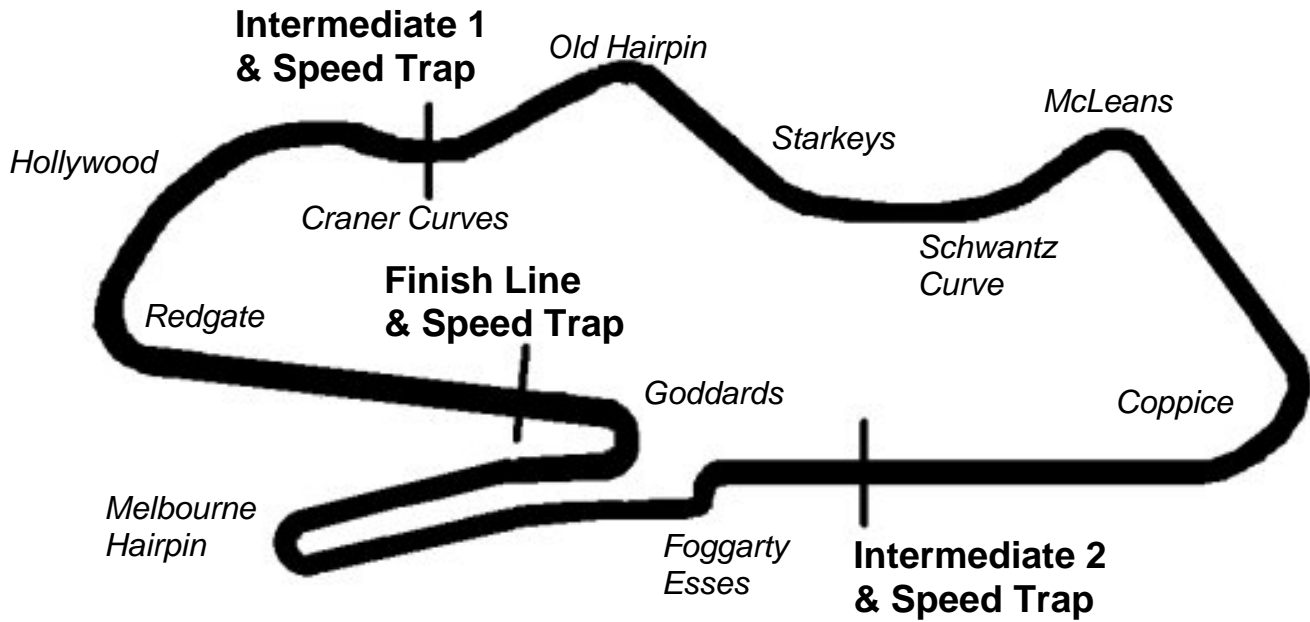 Intermediate 1
& Speed Trap
Old Hairpin
McLeans
Starkeys
Hollywood
Craner Curves
Schwantz
Curve
Finish Line
& Speed Trap
Redgate
Goddards
Coppice
Melbourne
Hairpin
Foggarty
Esses
Intermediate 2
& Speed Trap